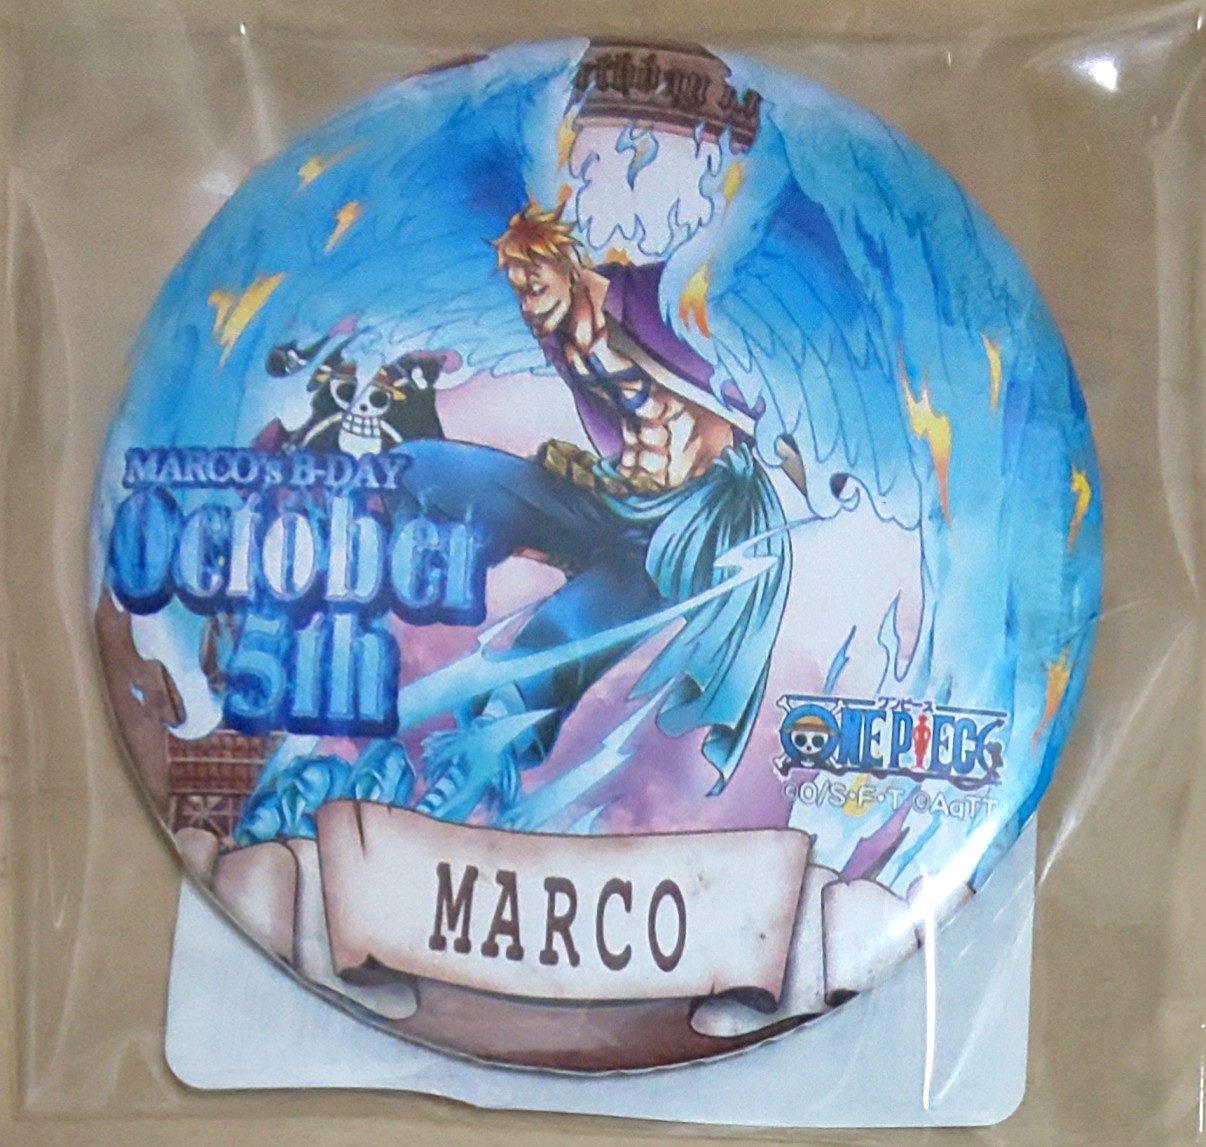 MARCO's B-DAY
October
5th
ワンピース
ONE PIECE
©O/S・F・T ©AaTT
MARCO